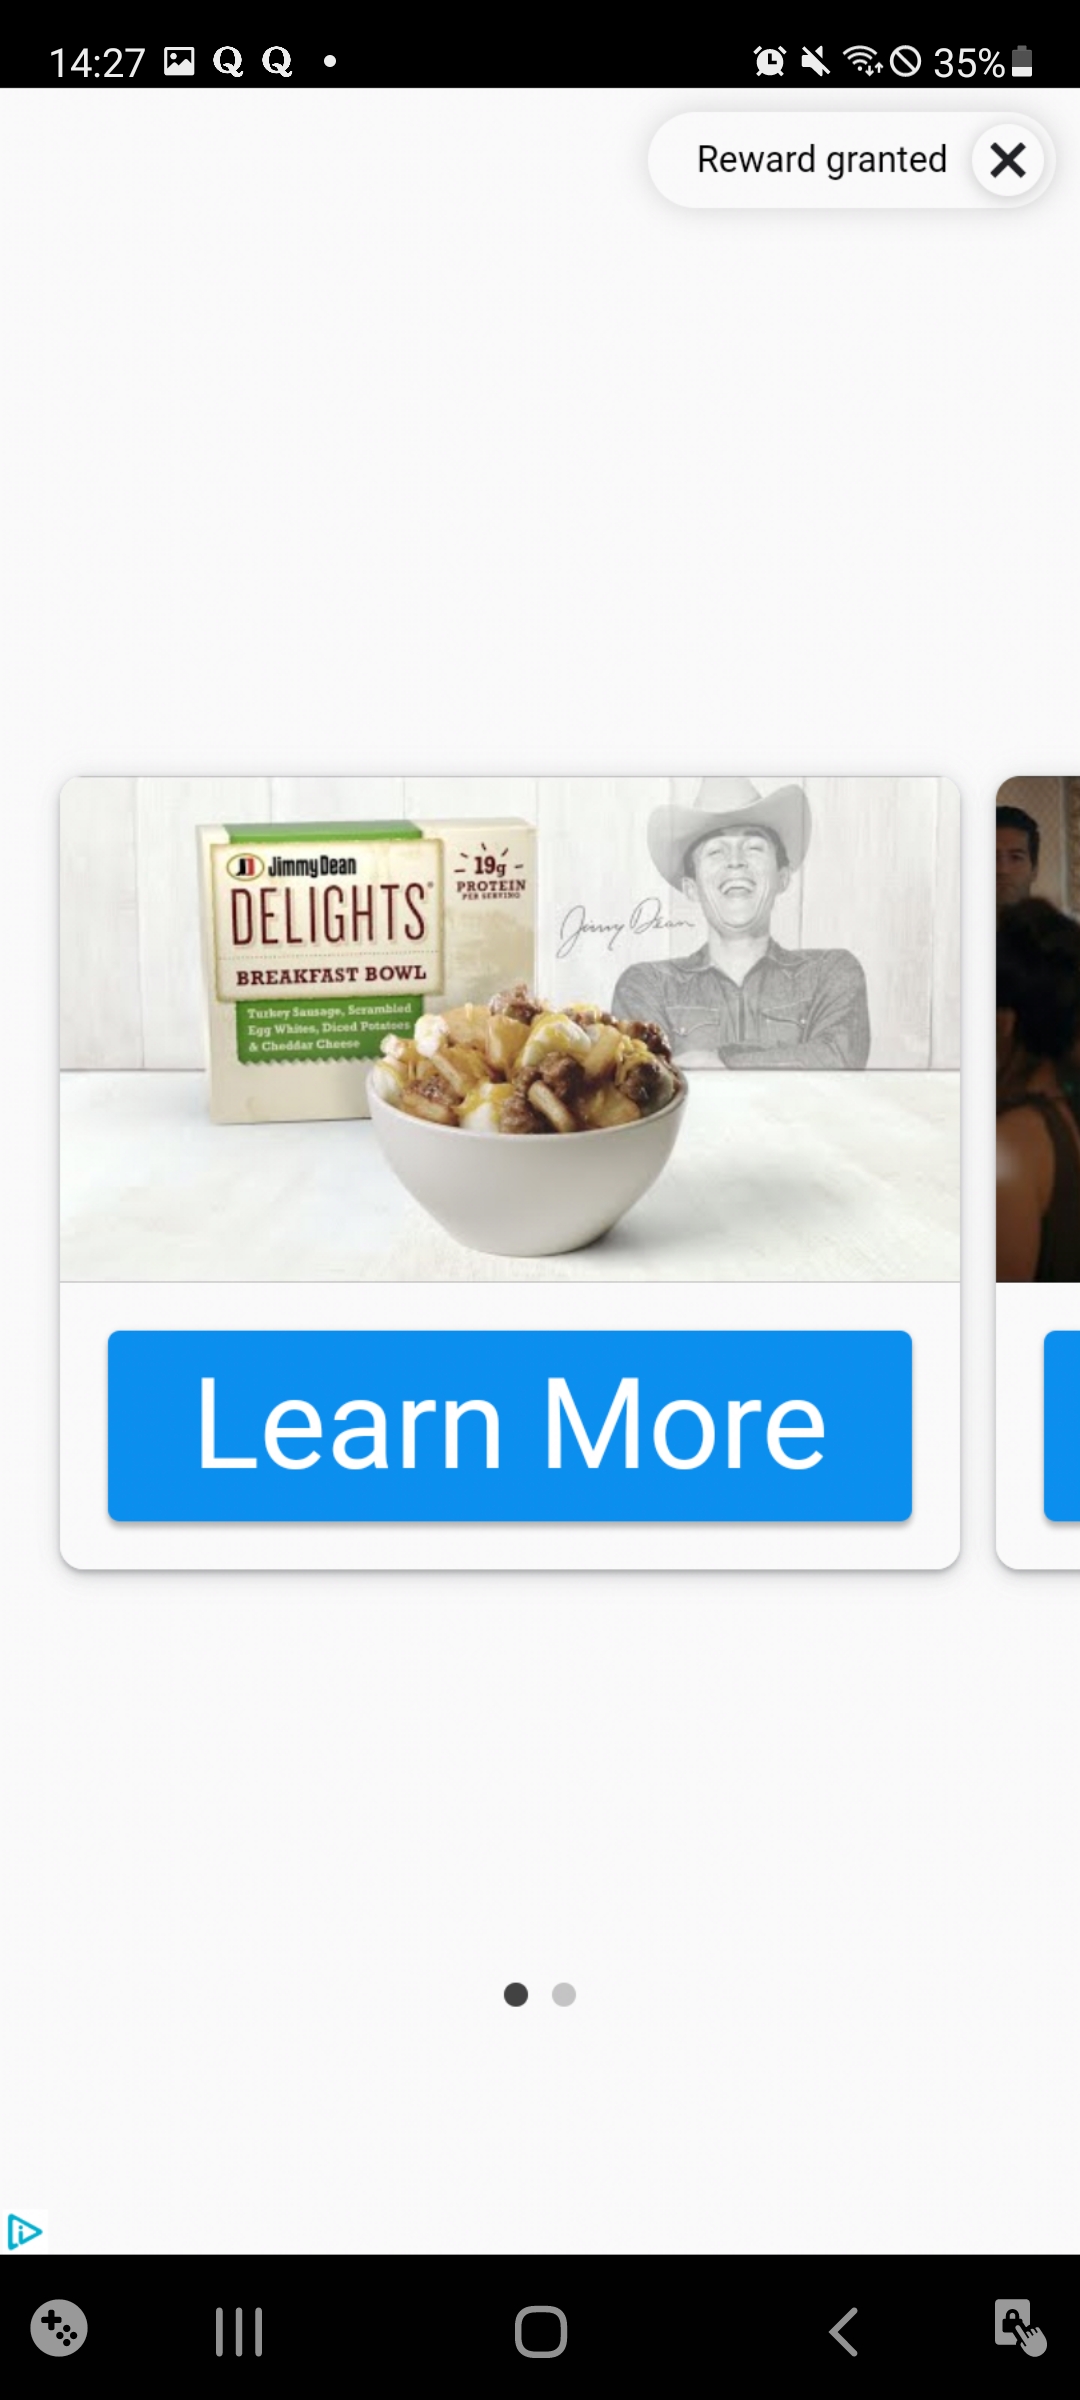 14:27
35%
Reward granted
Jimmy Dean
DELIGHTS®
BREAKFAST BOWL
Turkey Sausage, Scrambled
Egg Whites, Diced Potatoes
& Cheddar Cheese
19g
PROTEIN
PER SERVING
Jimmy Dean
Learn More